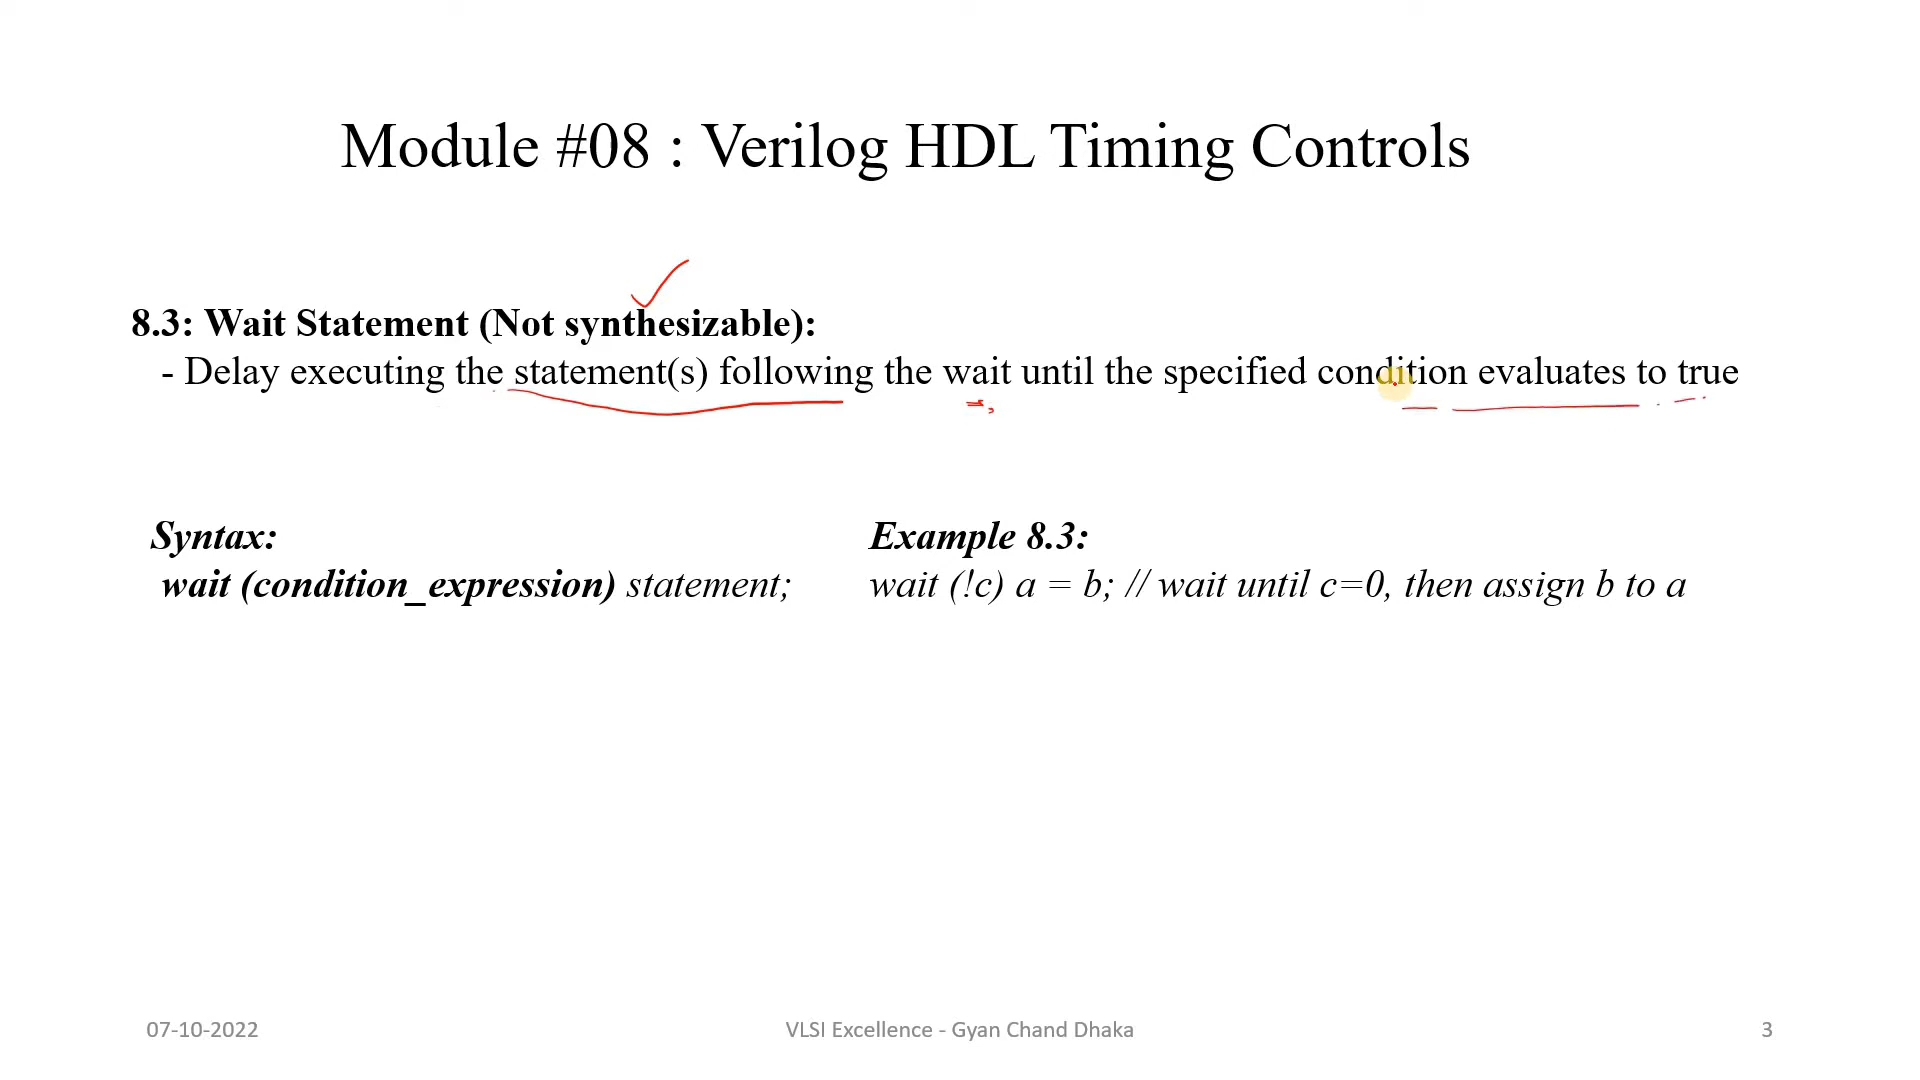 Module #08 : Verilog HDL Timing Controls
8.3: Wait Statement (Not synthesizable):
- Delay executing the statement(s) following the wait until the specified condition evaluates to true
Syntax:
wait (condition_expression) statement;
Example 8.3:
wait (!c) a = b; // wait until c=0, then assign b to a
07-10-2022
VLSI Excellence - Gyan Chand Dhaka
3